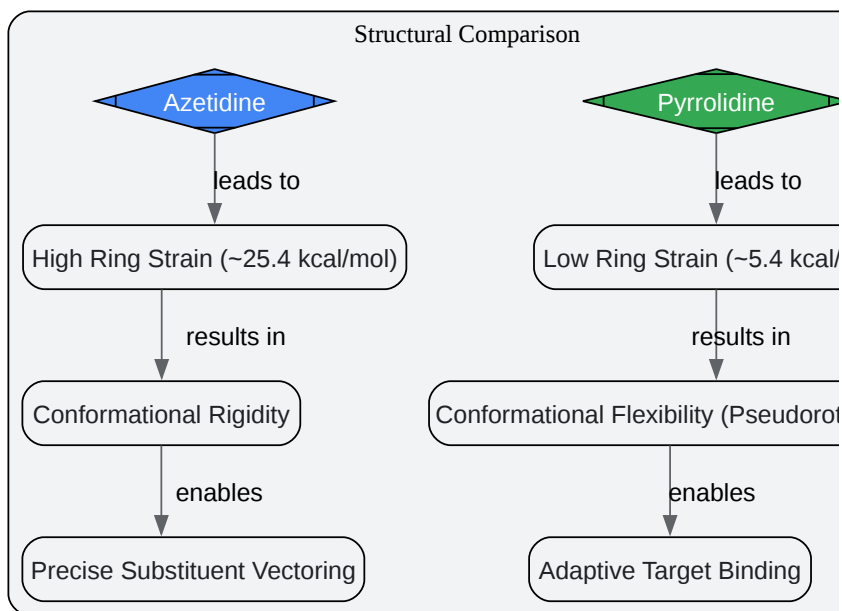 Structural Comparison
Azetidine
Pyrrolidine
leads to
leads to
High Ring Strain (~25.4 kcal/mol)
Low Ring Strain (~5.4 kcal/
results in
results in
Conformational Rigidity
Conformational Flexibility (Pseudorot
enables
enables
Precise Substituent Vectoring
Adaptive Target Binding